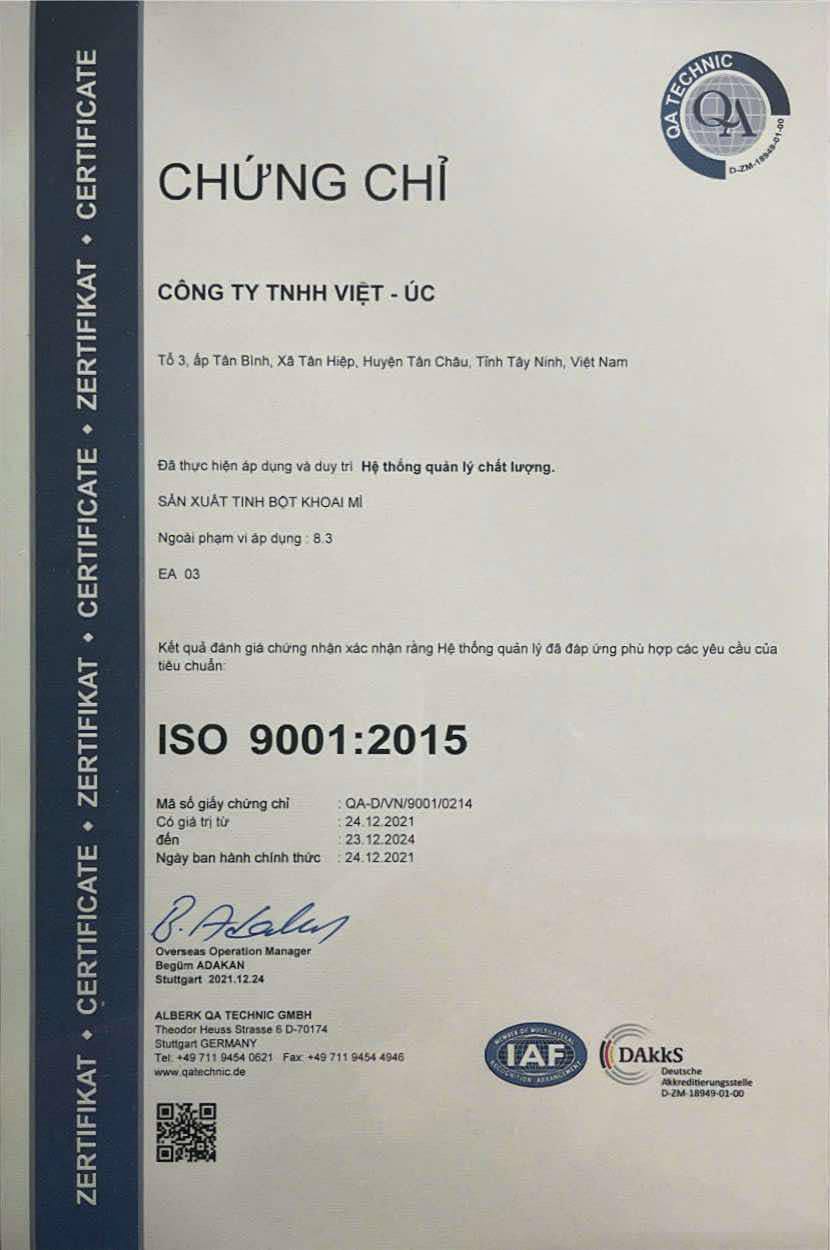 ZERTIFIKAT ♦ CERTIFICATE ♦ ZERTIFIKAT ♦ CERTIFICATE ♦ ZERTIFIKAT ♦ CERTIFICATE
QA TECHNIC
QA
D-ZM-18949-01-00
CHỨNG CHỈ
CÔNG TY TNHH VIỆT - ÚC
Tổ 3, ấp Tân Bình, Xã Tân Hiệp, Huyện Tân Châu, Tỉnh Tây Ninh, Việt Nam
Đã thực hiện áp dụng và duy trì Hệ thống quản lý chất lượng.
SẢN XUẤT TINH BỘT KHOAI MÌ
Ngoài phạm vi áp dụng : 8.3
EA 03
Kết quả đánh giá chứng nhận xác nhận rằng Hệ thống quản lý đã đáp ứng phù hợp các yêu cầu của
tiêu chuẩn:
ISO 9001:2015
Mã số giấy chứng chỉ : QA-D/VN/9001/0214
Có giá trị từ : 24.12.2021
đến : 23.12.2024
Ngày ban hành chính thức : 24.12.2021
B. Adakan
Overseas Operation Manager
Begüm ADAKAN
Stuttgart 2021.12.24
ALBERK QA TECHNIC GMBH
Theodor Heuss Strasse 6 D-70174
Stuttgart GERMANY
Tel: +49 711 9454 0621 Fax: +49 711 9454 4946
www.qatechnic.de
MEMBER OF MULTILATERAL
IAF
RECOGNITION ARRANGEMENT
DAkkS
Deutsche
Akkreditierungsstelle
D-ZM-18949-01-00